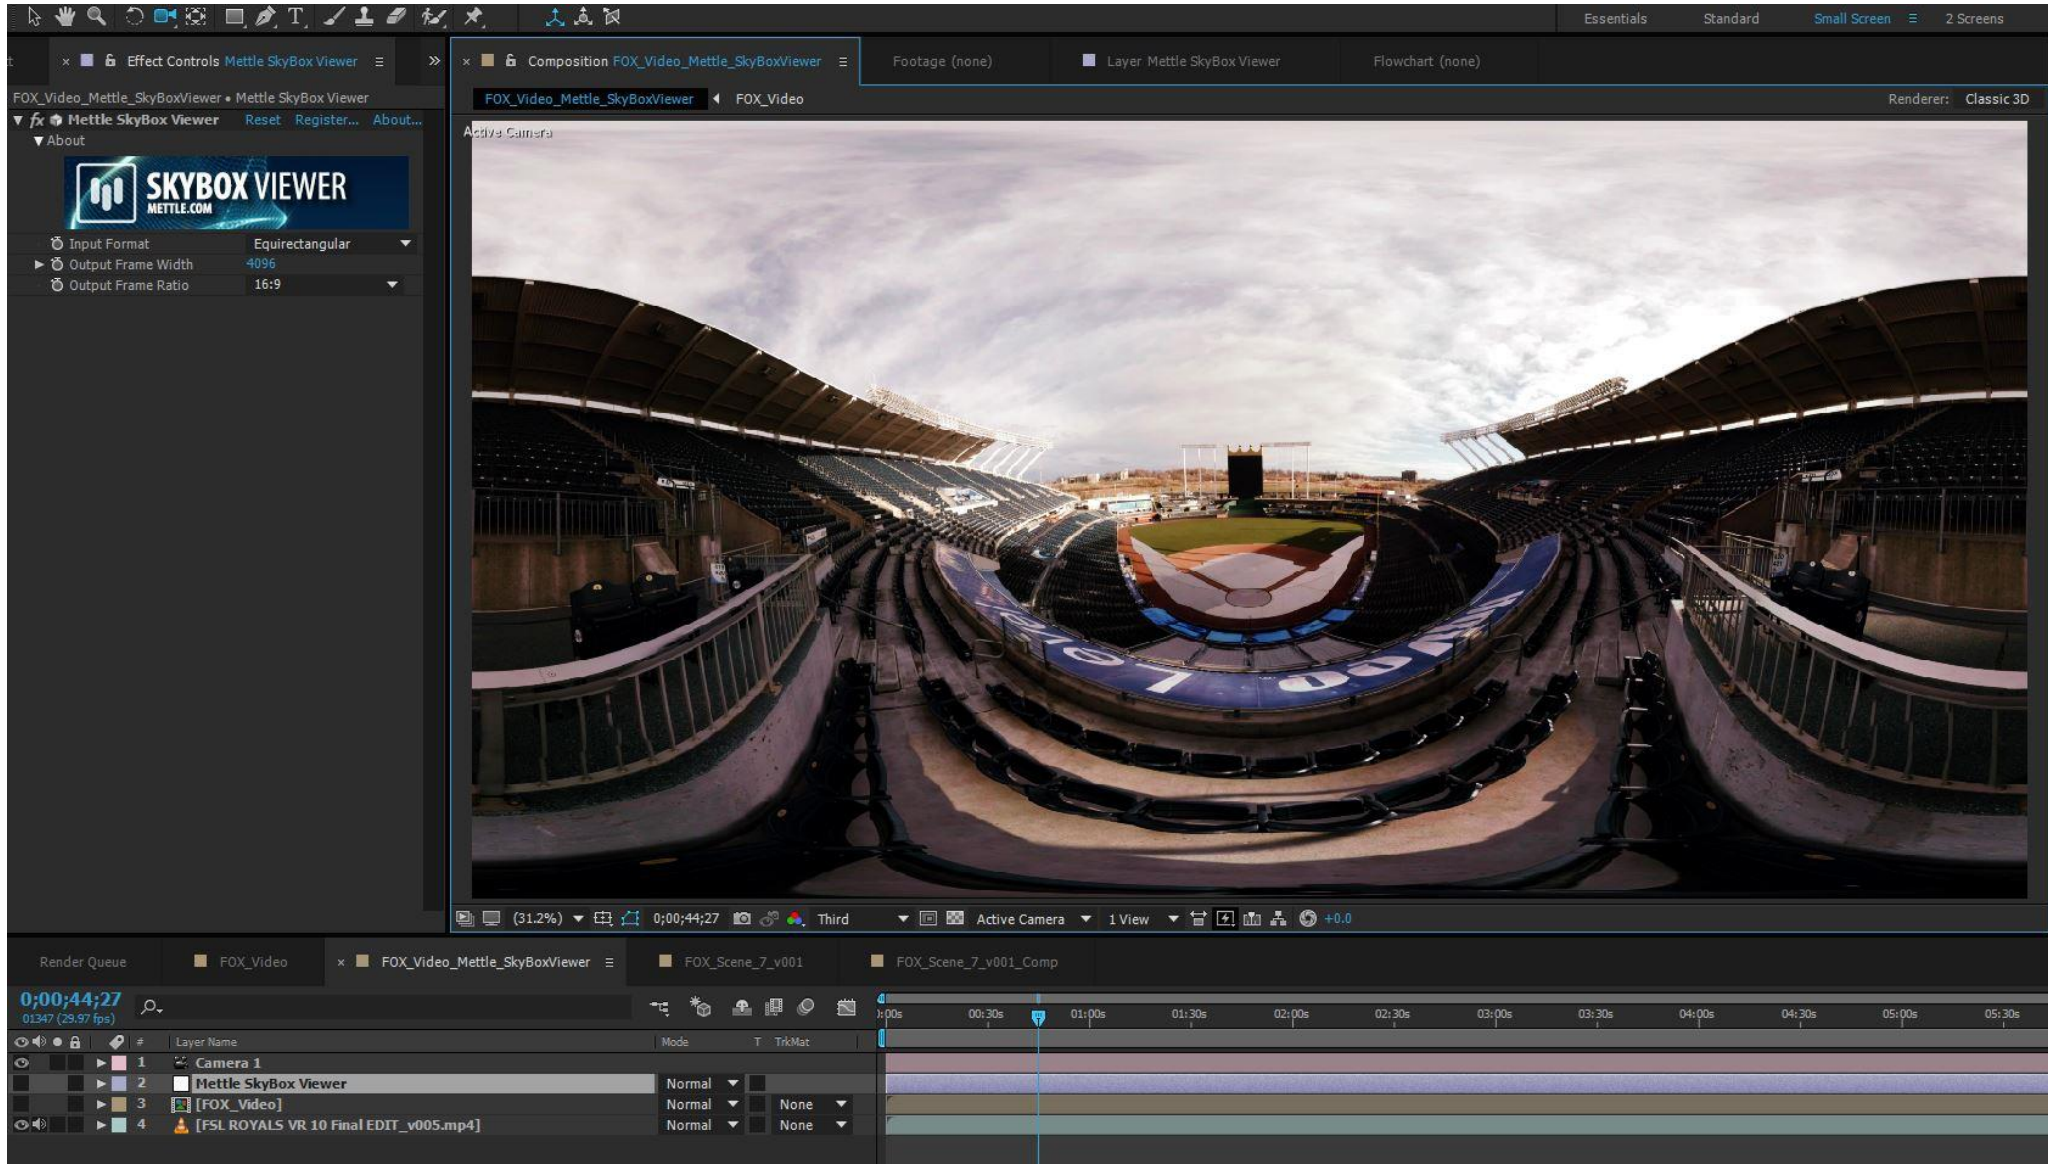 Essentials Standard Small Screen 2 Screens
Effect Controls Mettle SkyBox Viewer
Composition FOX_Video_Mettle_SkyBoxViewer
Footage (none)
Layer Mettle SkyBox Viewer
Flowchart (none)
FOX_Video_Mettle_SkyBoxViewer • Mettle SkyBox Viewer
FOX_Video_Mettle_SkyBoxViewer FOX_Video
Renderer: Classic 3D
fx Mettle SkyBox Viewer Reset Register... About...
About
SKYBOX VIEWER
METTLE.COM
Input Format Equirectangular
Output Frame Width 4096
Output Frame Ratio 16:9
Active Camera
(31.2%) 0;00;44;27 Third Active Camera 1 View +0.0
Render Queue FOX_Video FOX_Video_Mettle_SkyBoxViewer FOX_Scene_7_v001 FOX_Scene_7_v001_Comp
0;00;44;27
01347 (29.97 fps)
):00s 00:30s 01:00s 01:30s 02:00s 02:30s 03:00s 03:30s 04:00s 04:30s 05:00s 05:30s
# Layer Name Mode T TrkMat
1 Camera 1
2 Mettle SkyBox Viewer Normal
3 [FOX_Video] Normal None
4 [FSL ROYALS VR 10 Final EDIT_v005.mp4] Normal None